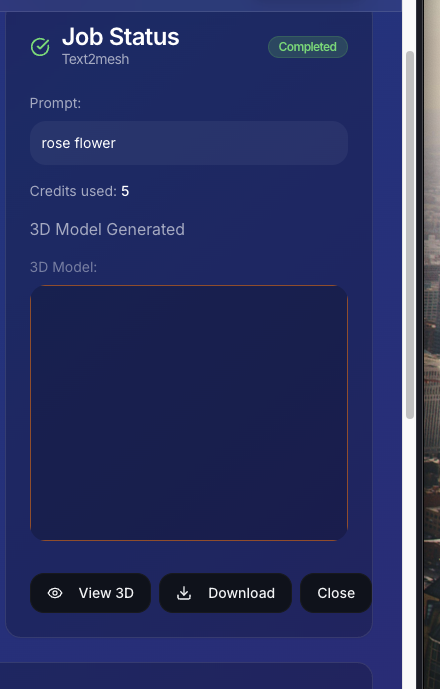 Job Status
Text2mesh
Completed
Prompt:
rose flower
Credits used: 5
3D Model Generated
3D Model:
View 3D
Download
Close